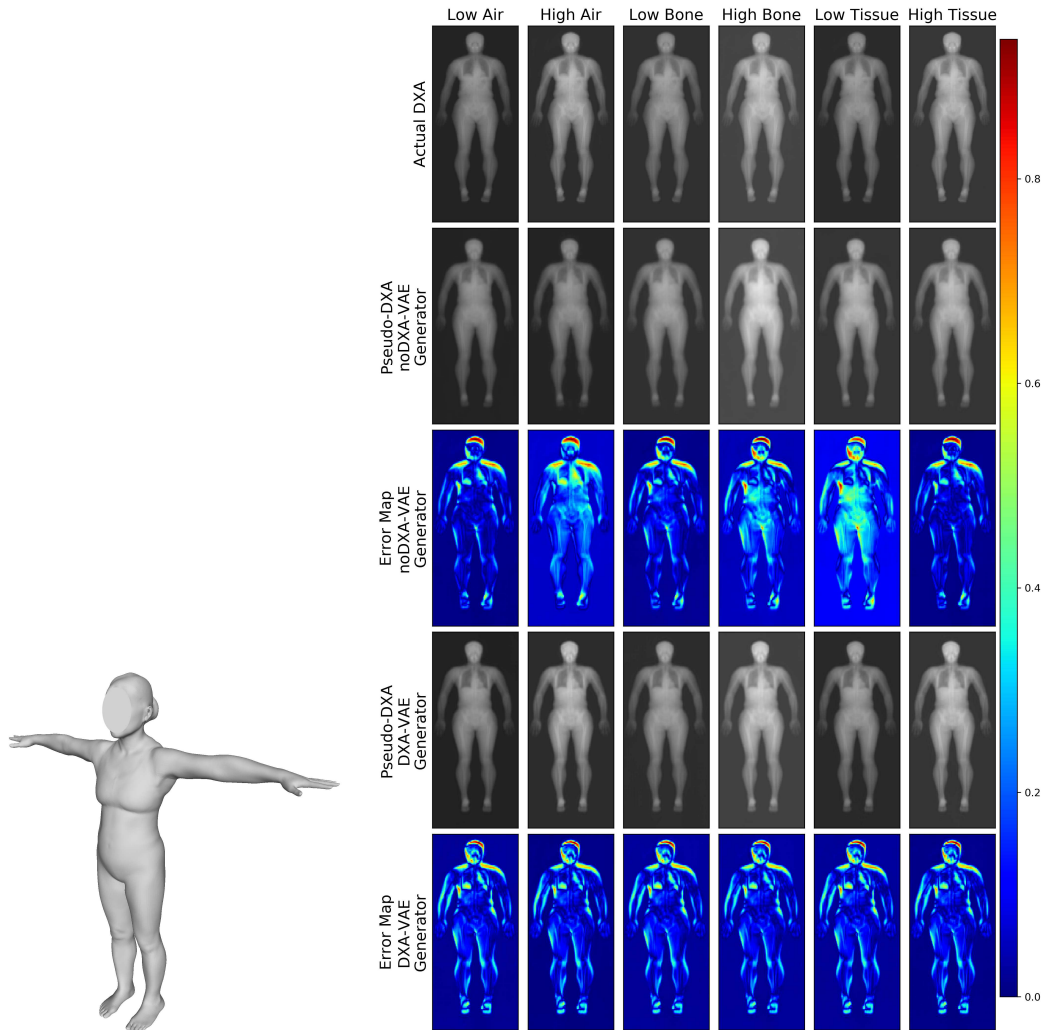 Low Air High Air Low Bone High Bone Low Tissue High Tissue
Actual DXA
Pseudo-DXA
noDXA-VAE
Generator
Error Map
noDXA-VAE
Generator
Pseudo-DXA
DXA-VAE
Generator
Error Map
DXA-VAE
Generator
0.8
0.6
0.4
0.2
0.0